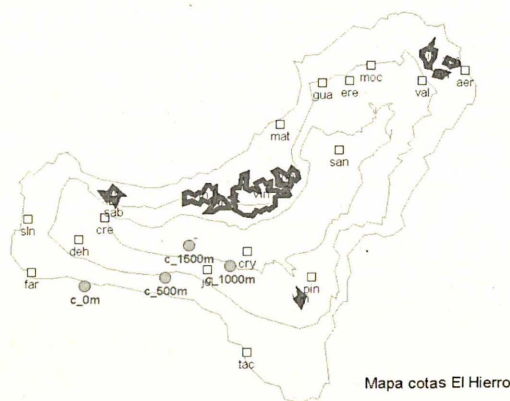 moc
gua
ere
val
aer
mat
san
sab
cre
sln
deh
c_1500m
cry
c_1000m
far
c_0m
c_500m
pin
tac
Mapa cotas El Hierro